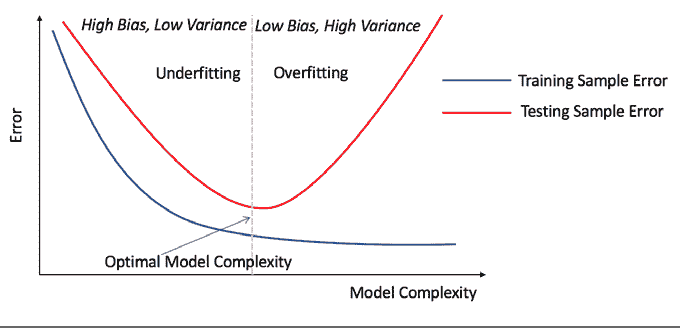 High Bias, Low Variance
Low Bias, High Variance
Underfitting
Overfitting
Training Sample Error
Testing Sample Error
Error
Optimal Model Complexity
Model Complexity